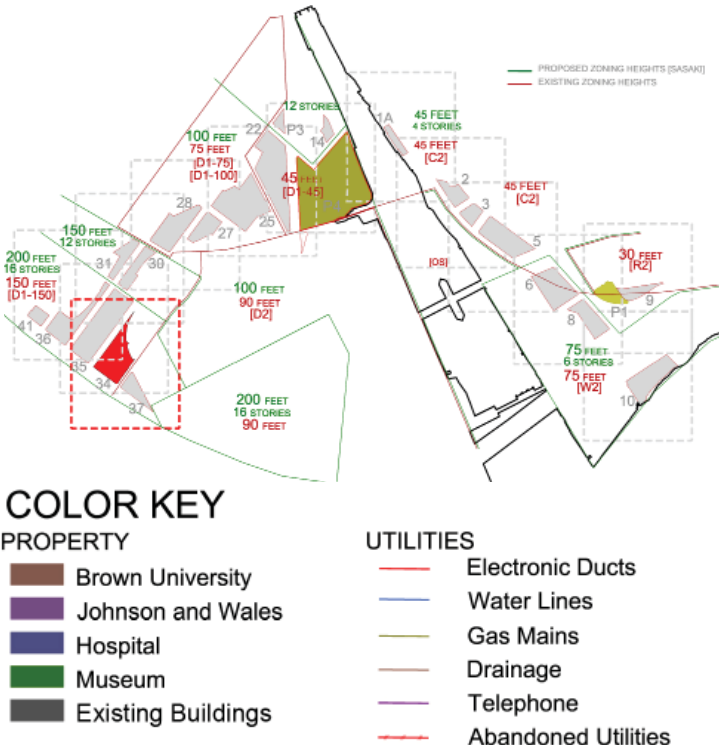 PROPOSED ZONING HEIGHTS [SASAKI]
EXISTING ZONING HEIGHTS
12 STORIES
P3
22
14
1A
45 FEET
4 STORIES
45 FEET
[C2]
100 FEET
75 FEET
[D1-75]
[D1-100]
45 FEET
[D1-45]
P4
25
27
28
2
3
5
45 FEET
[C2]
150 FEET
12 STORIES
31
30
200 FEET
16 STORIES
150 FEET
[D1-150]
[OS]
30 FEET
[R2]
6
9
P1
8
100 FEET
90 FEET
[D2]
41
36
35
34
37
75 FEET
6 STORIES
75 FEET
[W2]
10
200 FEET
16 STORIES
90 FEET
COLOR KEY
PROPERTY
Brown University
Johnson and Wales
Hospital
Museum
Existing Buildings
UTILITIES
Electronic Ducts
Water Lines
Gas Mains
Drainage
Telephone
Abandoned Utilities